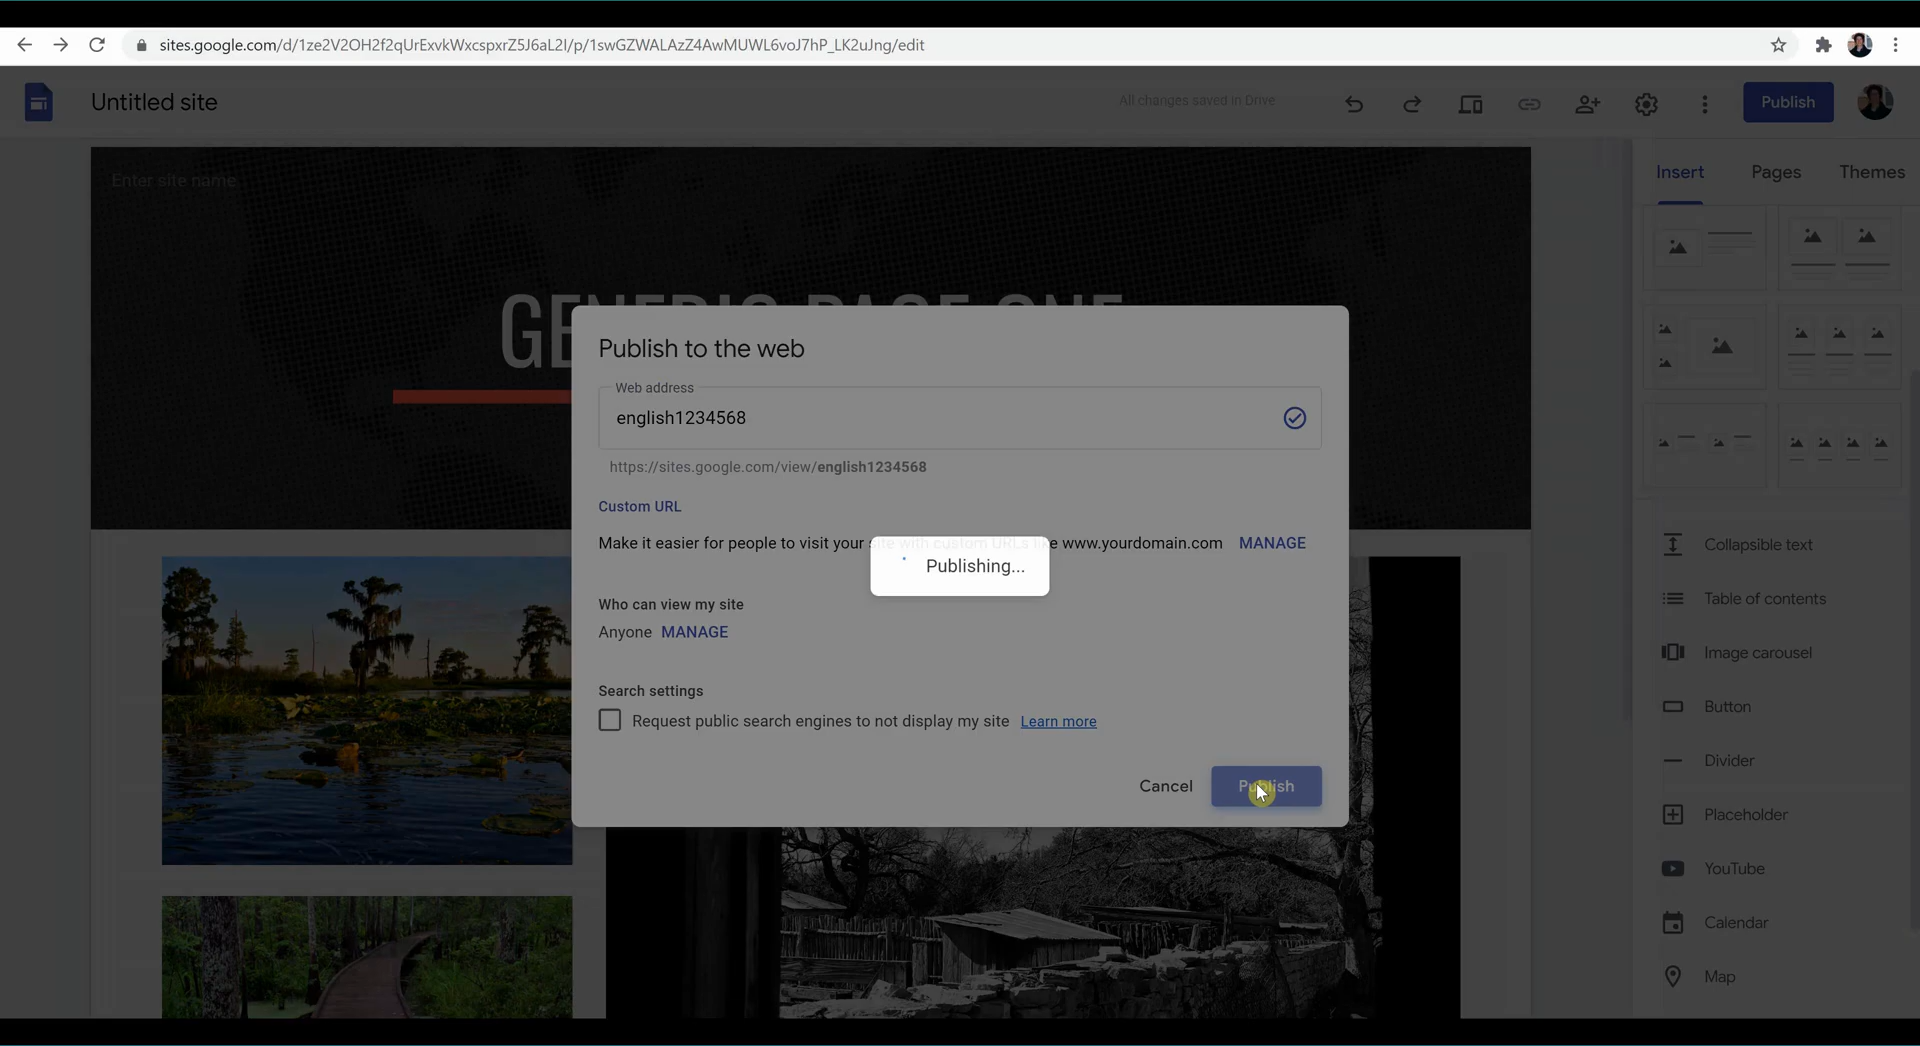 sites.google.com/d/1ze2V2OH2f2qUrExvkWxcspxrZ5J6aL2I/p/1swGZWALAzZ4AwMUWL6voJ7hP_LK2uJng/edit
Untitled site
All changes saved in Drive
Publish
Enter site name
Insert
Pages
Themes
GENERIC PAGE ONE
Publish to the web
Web address
english1234568
https://sites.google.com/view/english1234568
Custom URL
Make it easier for people to visit your site with custom URLs like www.yourdomain.com MANAGE
Publishing...
Who can view my site
Anyone MANAGE
Search settings
Request public search engines to not display my site Learn more
Cancel
Publish
Collapsible text
Table of contents
Image carousel
Button
Divider
Placeholder
YouTube
Calendar
Map